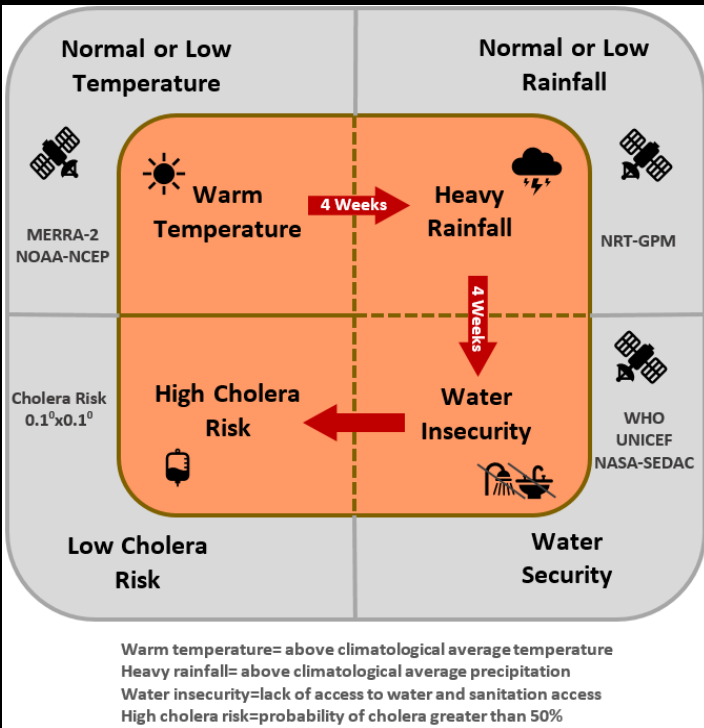 Normal or Low
Temperature
Normal or Low
Rainfall
MERRA-2
NOAA-NCEP
Warm
Temperature
4 Weeks
Heavy
Rainfall
NRT-GPM
4 Weeks
Cholera Risk
0.1⁰x0.1⁰
High Cholera
Risk
Water
Insecurity
WHO
UNICEF
NASA-SEDAC
Low Cholera
Risk
Water
Security
Warm temperature= above climatological average temperature
Heavy rainfall= above climatological average precipitation
Water insecurity=lack of access to water and sanitation access
High cholera risk=probability of cholera greater than 50%